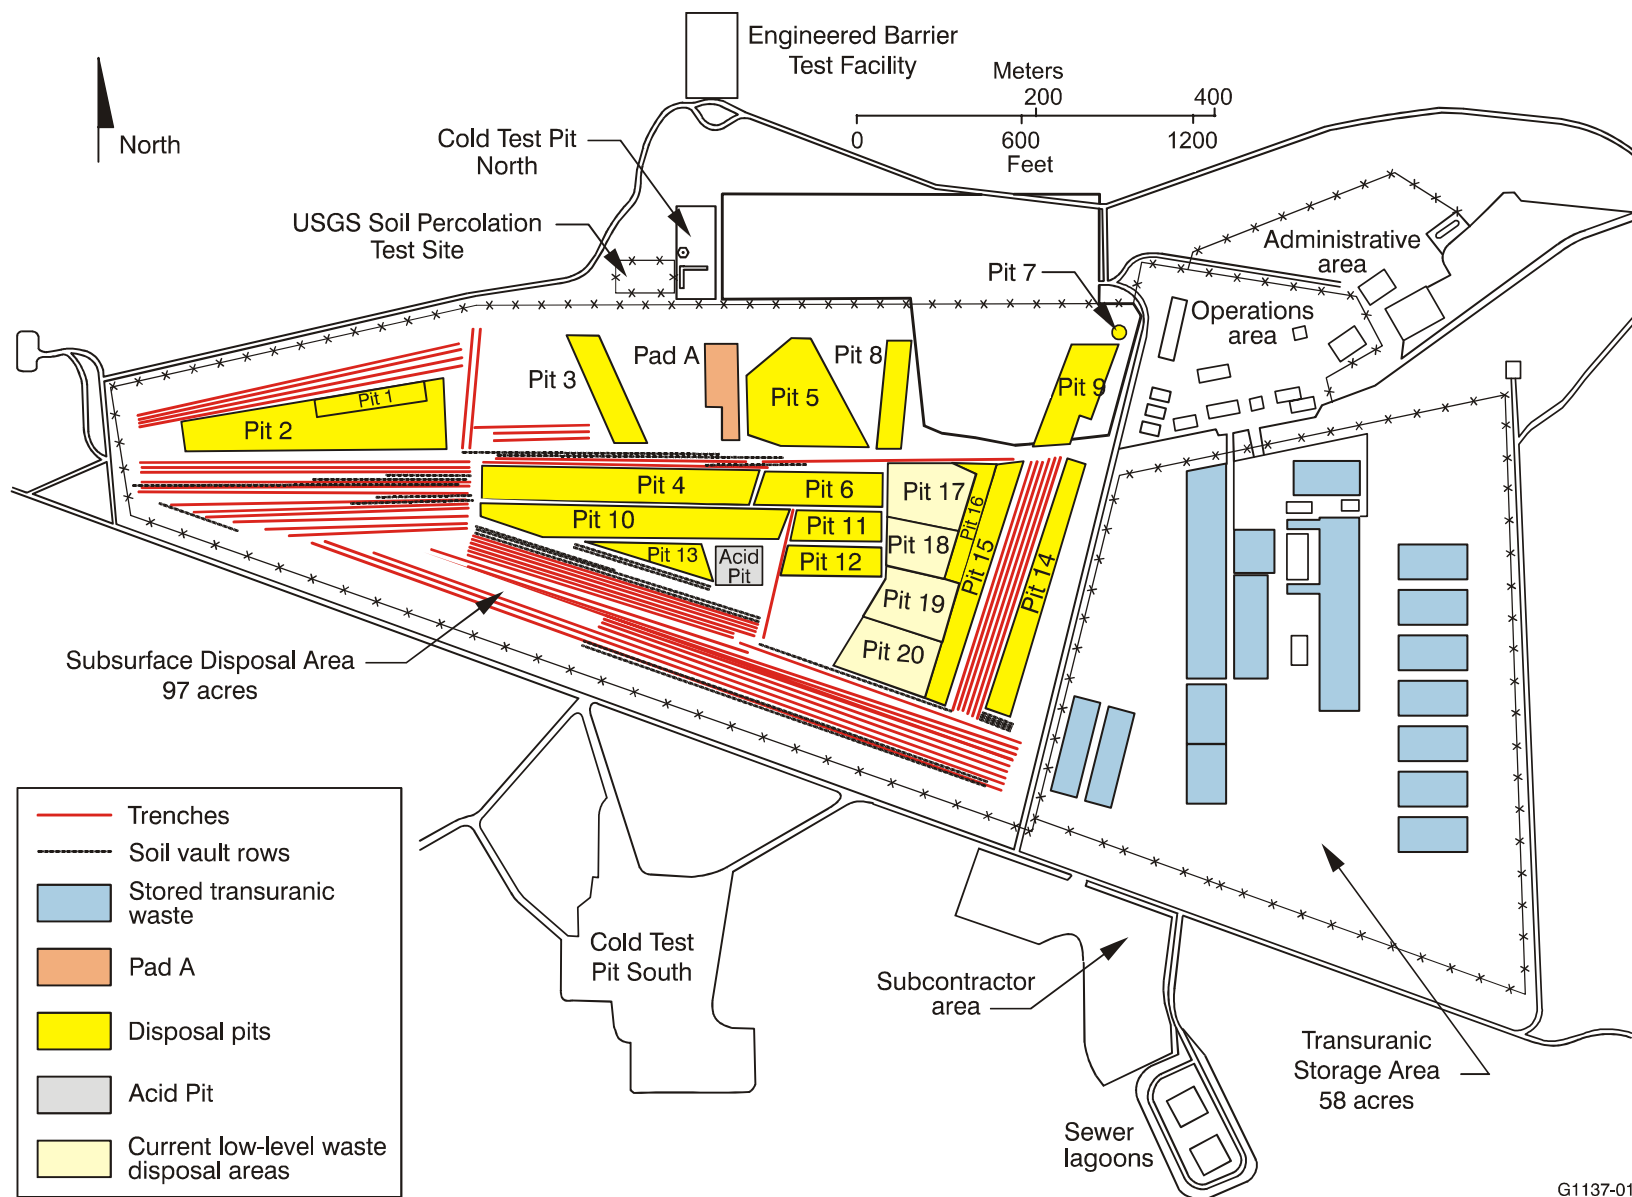 Engineered Barrier
Test Facility
Meters
200
400
0
600
1200
Feet
North
Cold Test Pit
North
USGS Soil Percolation
Test Site
Administrative
area
Pit 7
Operations
area
Pit 3
Pad A
Pit 8
Pit 5
Pit 9
Pit 1
Pit 2
Pit 4
Pit 6
Pit 17
Pit 16
Pit 10
Pit 11
Pit 18
Pit 13
Acid
Pit
Pit 12
Pit 15
Pit 14
Pit 19
Pit 20
Subsurface Disposal Area
97 acres
Trenches
Soil vault rows
Stored transuranic
waste
Pad A
Disposal pits
Acid Pit
Current low-level waste
disposal areas
Cold Test
Pit South
Subcontractor
area
Transuranic
Storage Area
58 acres
Sewer
lagoons
G1137-01